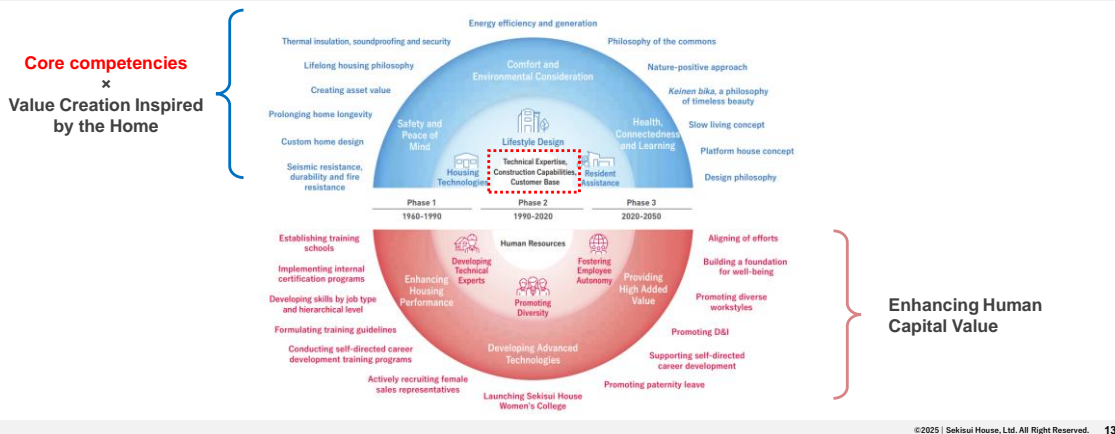 Core competencies
×
Value Creation Inspired
by the Home
Energy efficiency and generation
Thermal insulation, soundproofing and security
Lifelong housing philosophy
Creating asset value
Prolonging home longevity
Custom home design
Seismic resistance,
durability and fire
resistance
Philosophy of the commons
Nature-positive approach
Keinen bika, a philosophy
of timeless beauty
Slow living concept
Platform house concept
Design philosophy
Comfort and
Environmental Consideration
Safety and
Peace of
Mind
Health,
Connectedness
and Learning
Lifestyle Design
Housing
Technologies
Technical Expertise,
Construction Capabilities,
Customer Base
Resident
Assistance
Phase 1
1960-1990
Phase 2
1990-2020
Phase 3
2020-2050
Human Resources
Developing
Technical
Experts
Promoting
Diversity
Fostering
Employee
Autonomy
Enhancing
Housing
Performance
Developing Advanced
Technologies
Providing
High Added
Value
Establishing training
schools
Implementing internal
certification programs
Developing skills by job type
and hierarchical level
Formulating training guidelines
Conducting self-directed career
development training programs
Actively recruiting female
sales representatives
Launching Sekisui House
Women's College
Aligning of efforts
Building a foundation
for well-being
Promoting diverse
workstyles
Promoting D&I
Supporting self-directed
career development
Promoting paternity leave
Enhancing Human
Capital Value
©2025 | Sekisui House, Ltd. All Right Reserved. 13